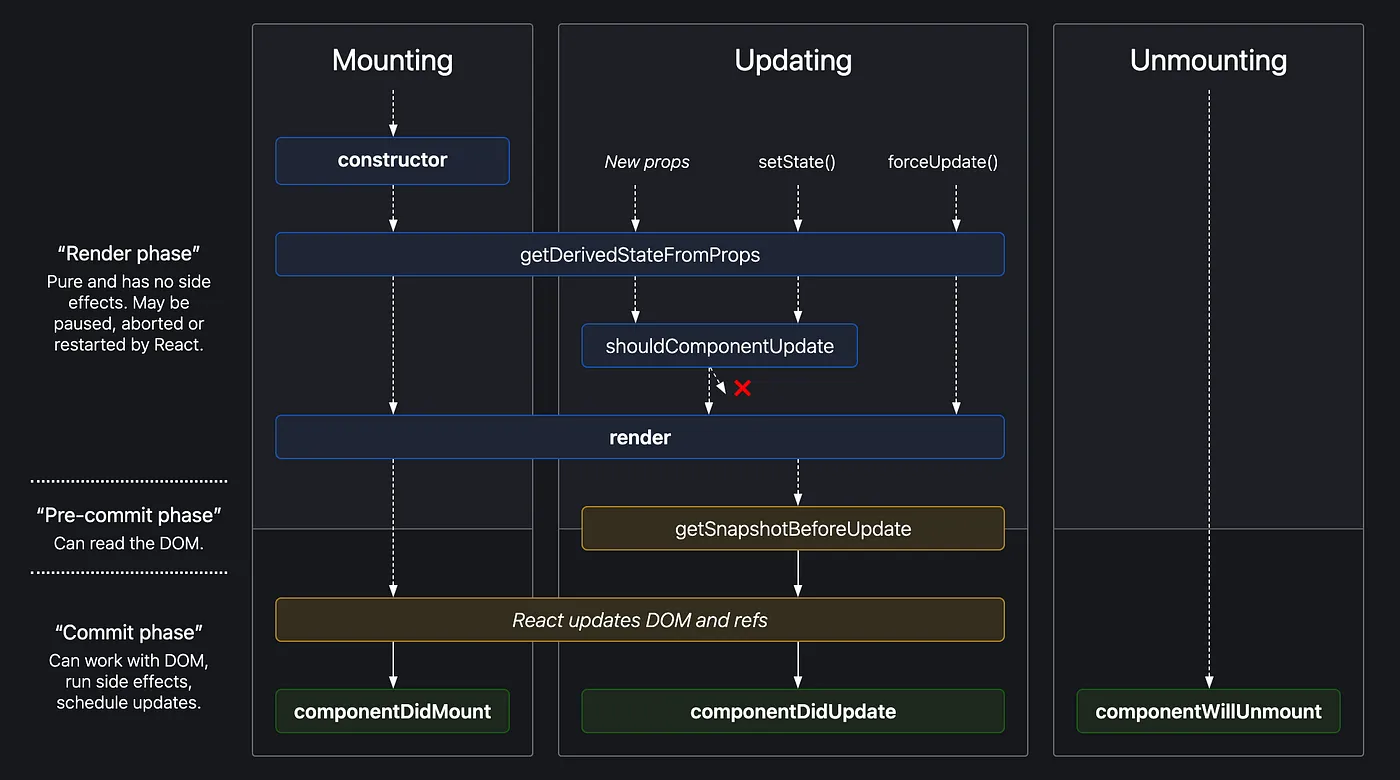 Mounting
Updating
Unmounting
constructor
New props
setState()
forceUpdate()
“Render phase”
Pure and has no side
effects. May be
paused, aborted or
restarted by React.
getDerivedStateFromProps
shouldComponentUpdate
render
“Pre-commit phase”
Can read the DOM.
getSnapshotBeforeUpdate
“Commit phase”
Can work with DOM,
run side effects,
schedule updates.
React updates DOM and refs
componentDidMount
componentDidUpdate
componentWillUnmount